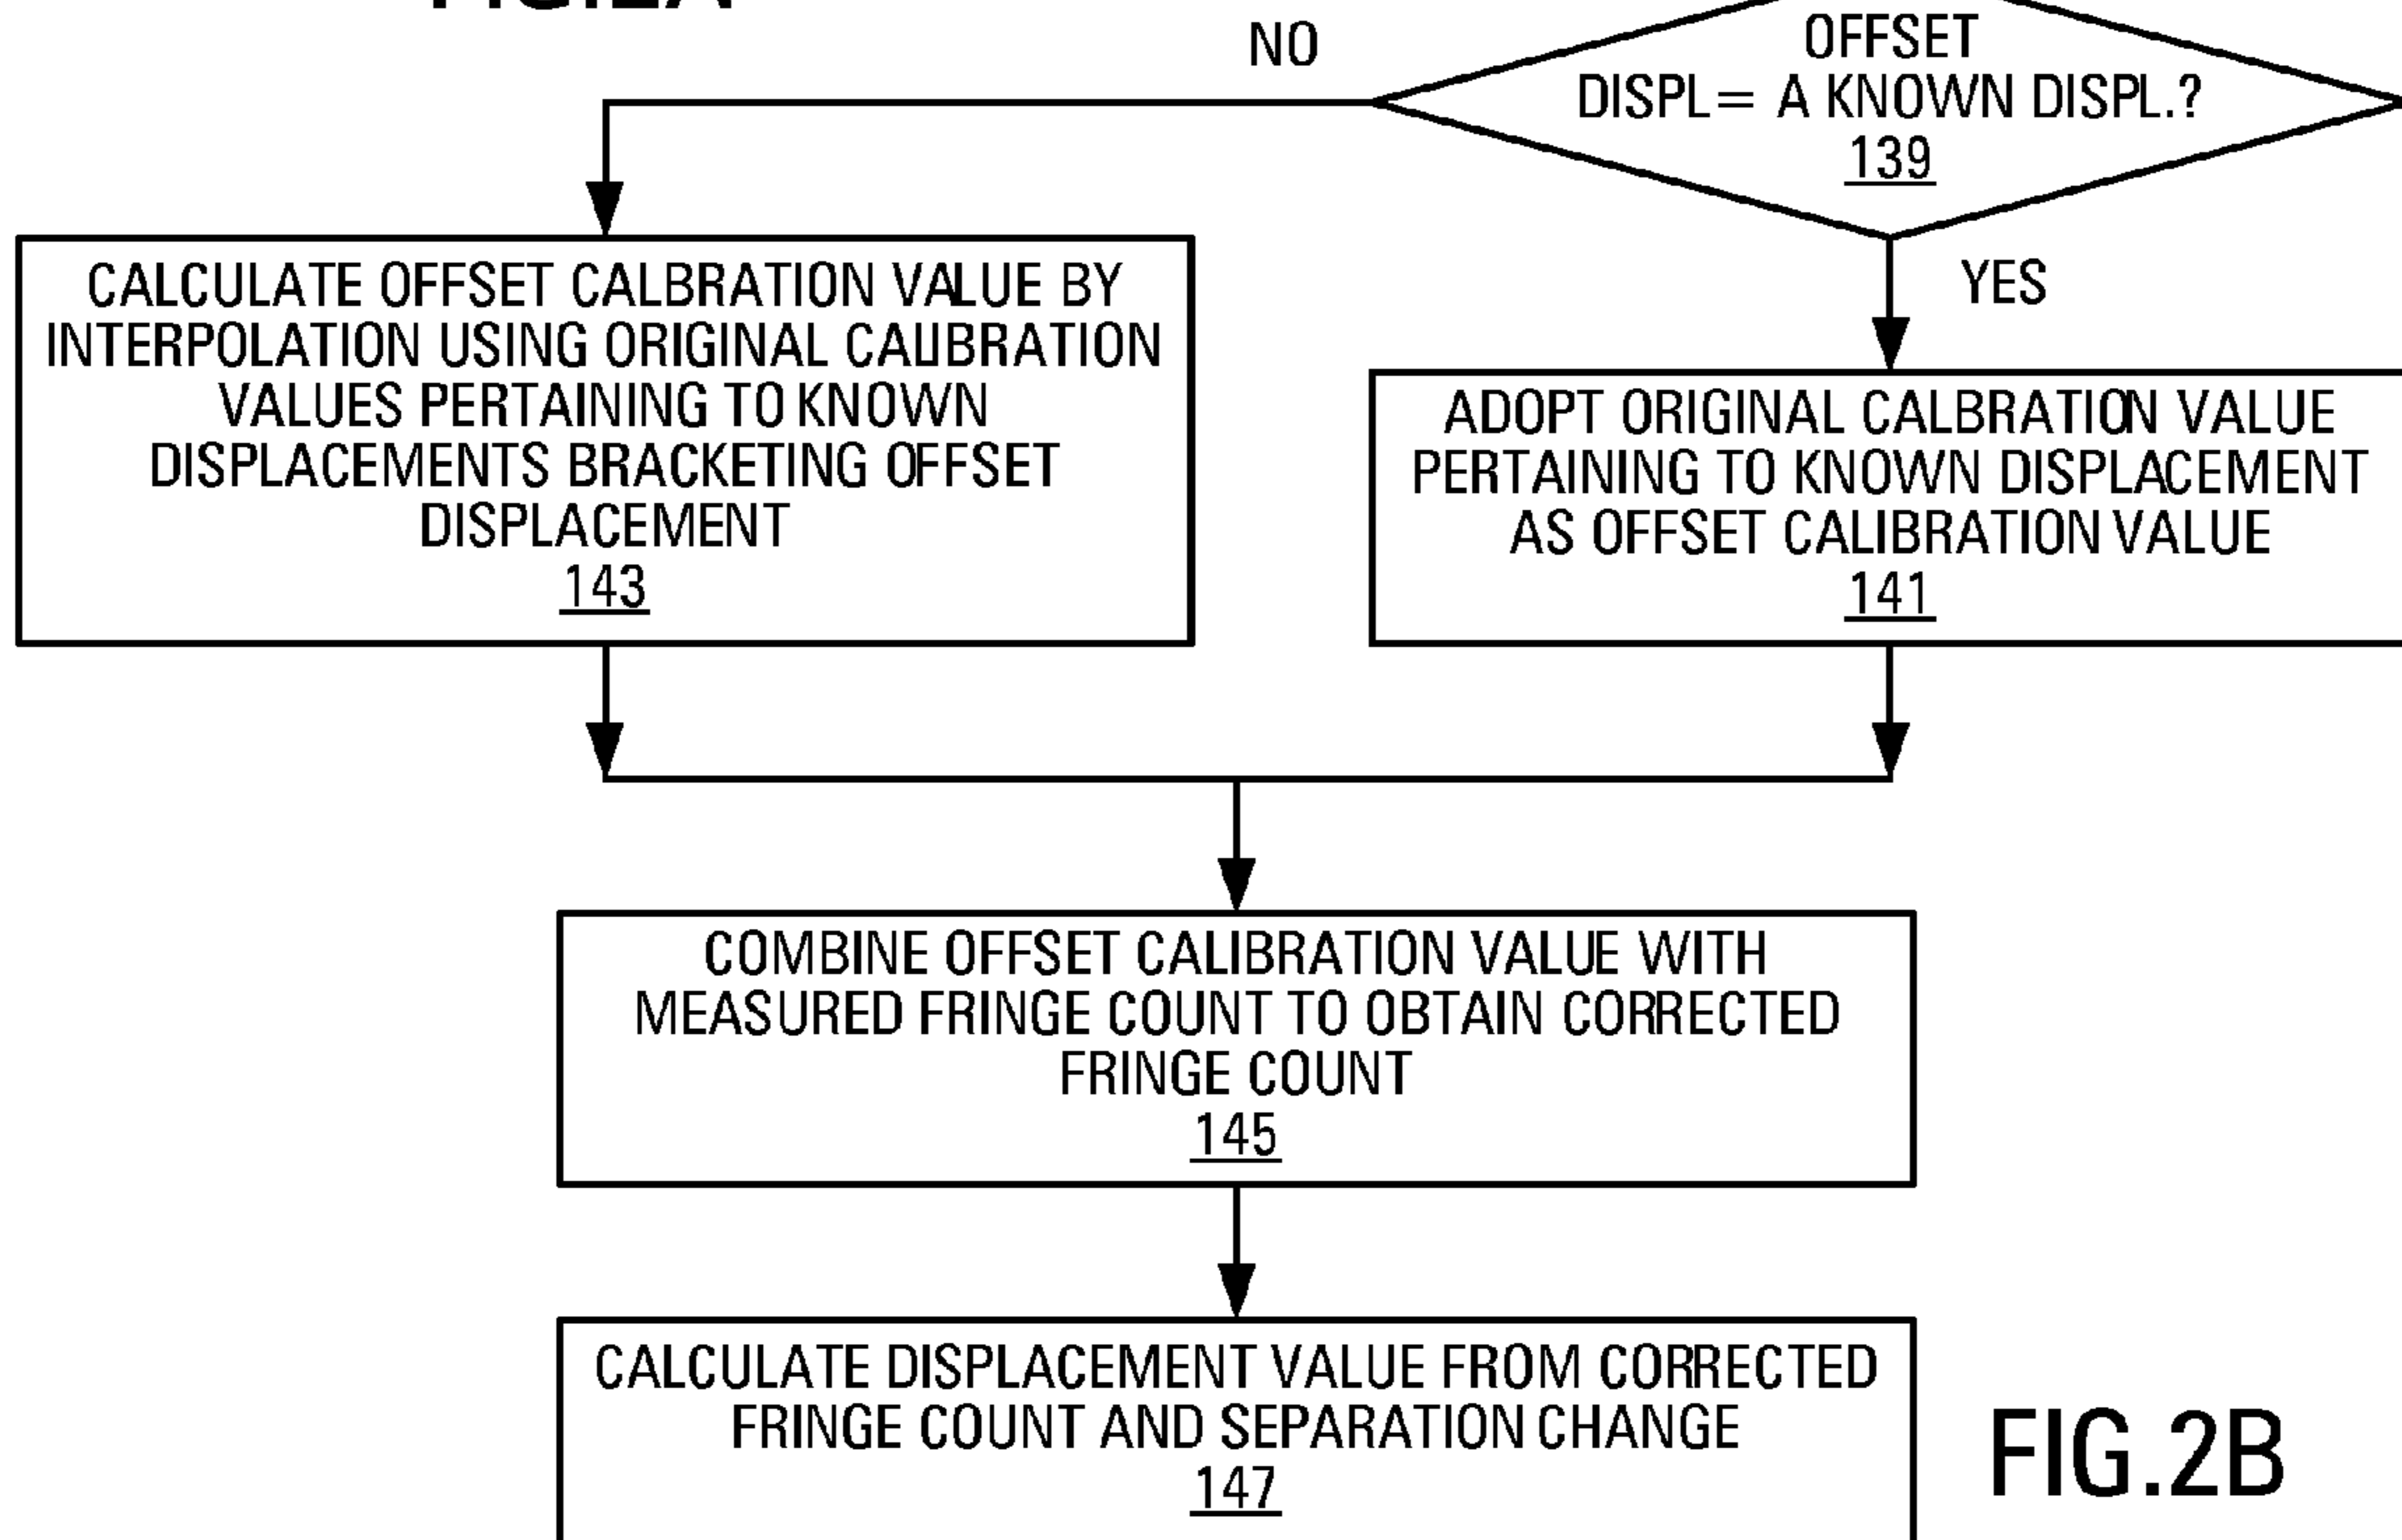 NO
OFFSET
DISPL= A KNOWN DISPL.?
139
YES
CALCULATE OFFSET CALBRATION VALUE BY
INTERPOLATION USING ORIGINAL CALIBRATION
VALUES PERTAINING TO KNOWN
DISPLACEMENTS BRACKETING OFFSET
DISPLACEMENT
143
ADOPT ORIGINAL CALBRATION VALUE
PERTAINING TO KNOWN DISPLACEMENT
AS OFFSET CALIBRATION VALUE
141
COMBINE OFFSET CALIBRATION VALUE WITH
MEASURED FRINGE COUNT TO OBTAIN CORRECTED
FRINGE COUNT
145
CALCULATE DISPLACEMENT VALUE FROM CORRECTED
FRINGE COUNT AND SEPARATION CHANGE
147
FIG.2B